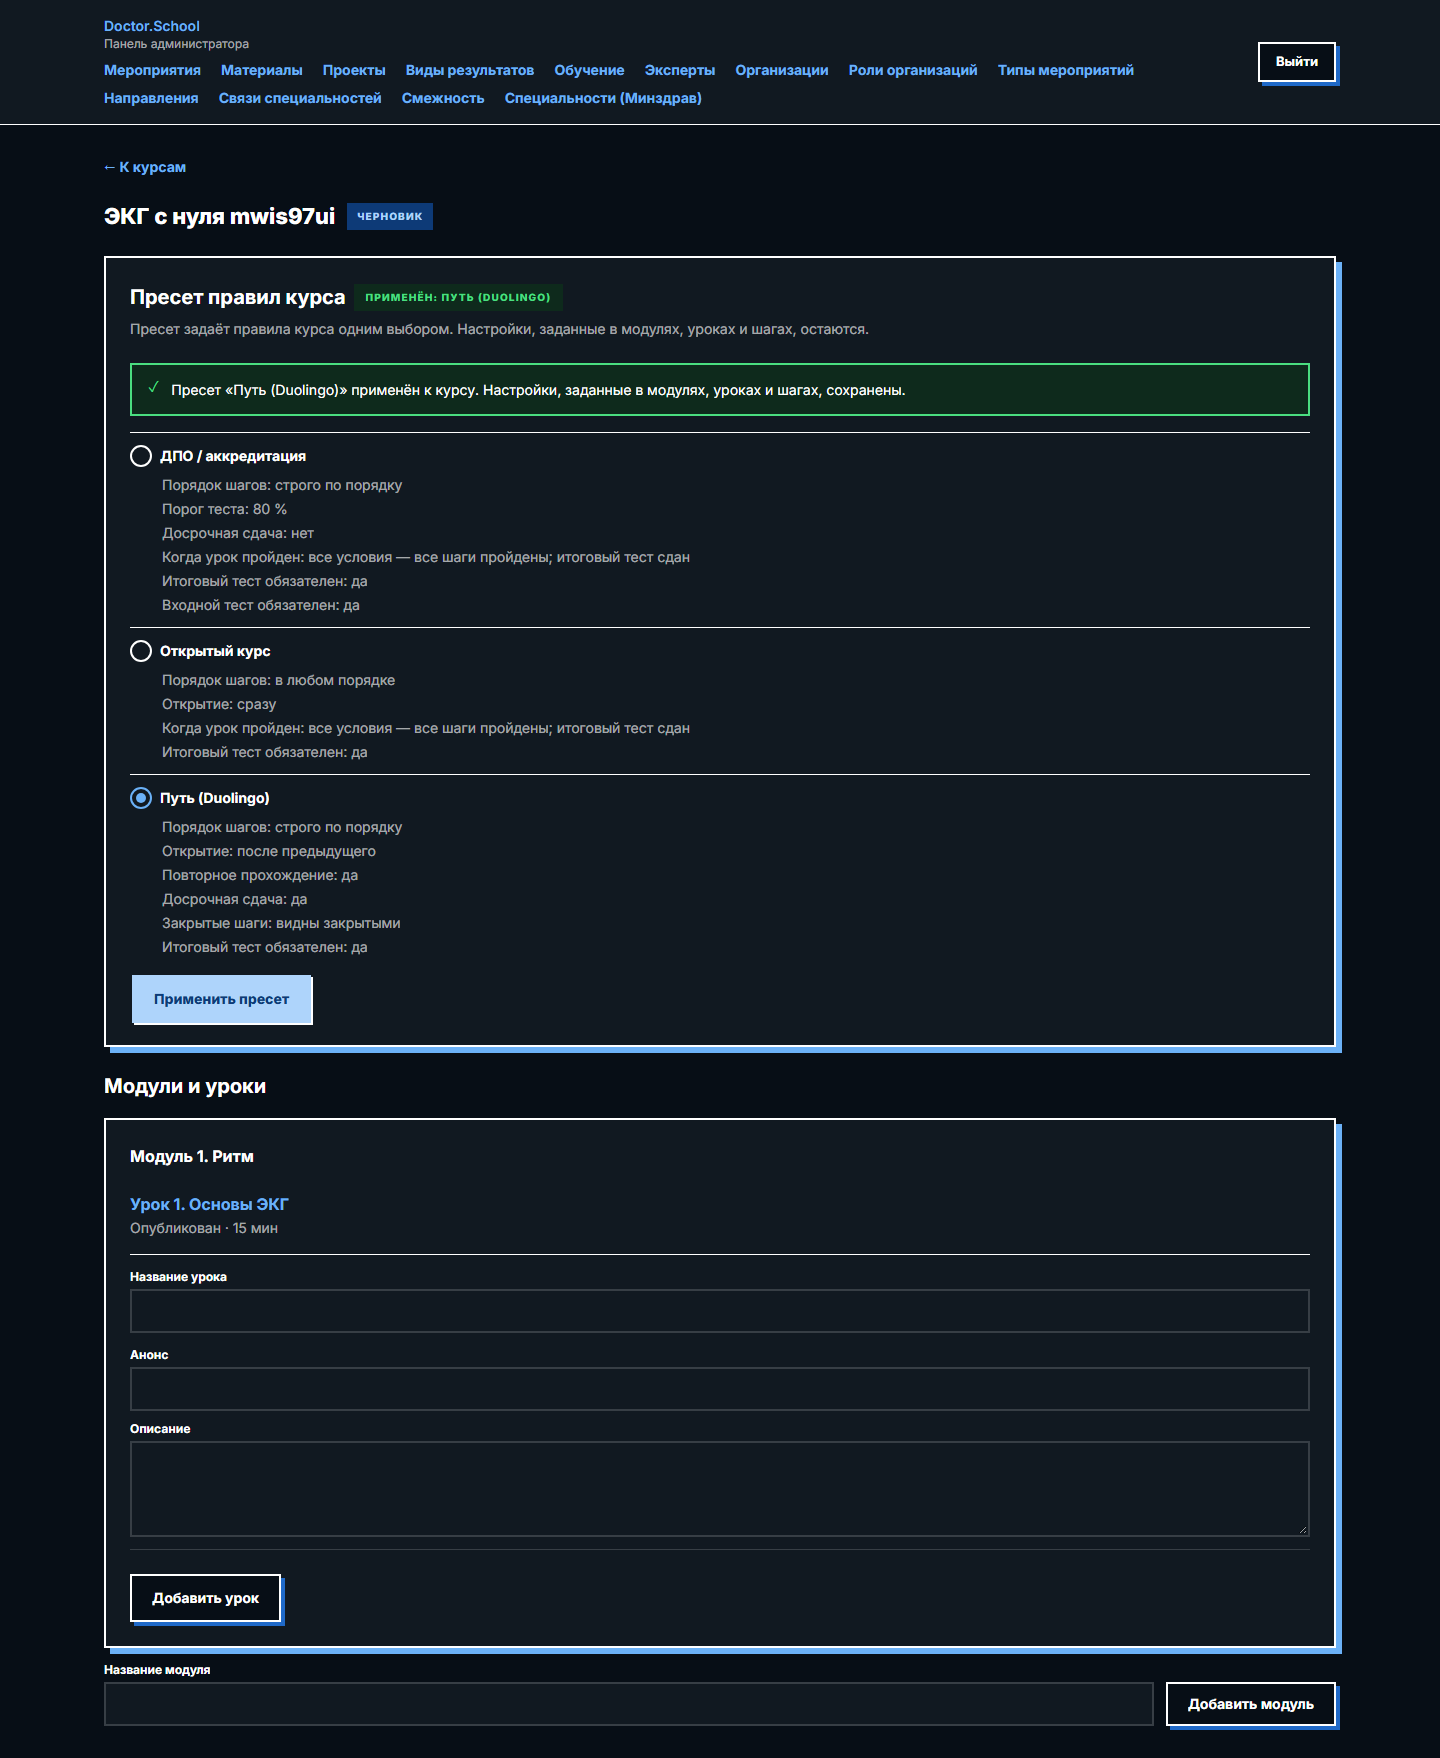 Doctor.School
Панель администратора
Мероприятия Материалы Проекты Виды результатов Обучение Эксперты Организации Роли организаций Типы мероприятий
Направления Связи специальностей Смежность Специальности (Минздрав)
Выйти
← К курсам
ЭКГ с нуля mwis97ui ЧЕРНОВИК
Пресет правил курса ПРИМЕНЁН: ПУТЬ (DUOLINGO)
Пресет задаёт правила курса одним выбором. Настройки, заданные в модулях, уроках и шагах, остаются.
✓ Пресет «Путь (Duolingo)» применён к курсу. Настройки, заданные в модулях, уроках и шагах, сохранены.
ДПО / аккредитация
Порядок шагов: строго по порядку
Порог теста: 80 %
Досрочная сдача: нет
Когда урок пройден: все условия — все шаги пройдены; итоговый тест сдан
Итоговый тест обязателен: да
Входной тест обязателен: да
Открытый курс
Порядок шагов: в любом порядке
Открытие: сразу
Когда урок пройден: все условия — все шаги пройдены; итоговый тест сдан
Итоговый тест обязателен: да
Путь (Duolingo)
Порядок шагов: строго по порядку
Открытие: после предыдущего
Повторное прохождение: да
Досрочная сдача: да
Закрытые шаги: видны закрытыми
Итоговый тест обязателен: да
Применить пресет
Модули и уроки
Модуль 1. Ритм
Урок 1. Основы ЭКГ
Опубликован · 15 мин
Название урока
Анонс
Описание
Добавить урок
Название модуля
Добавить модуль